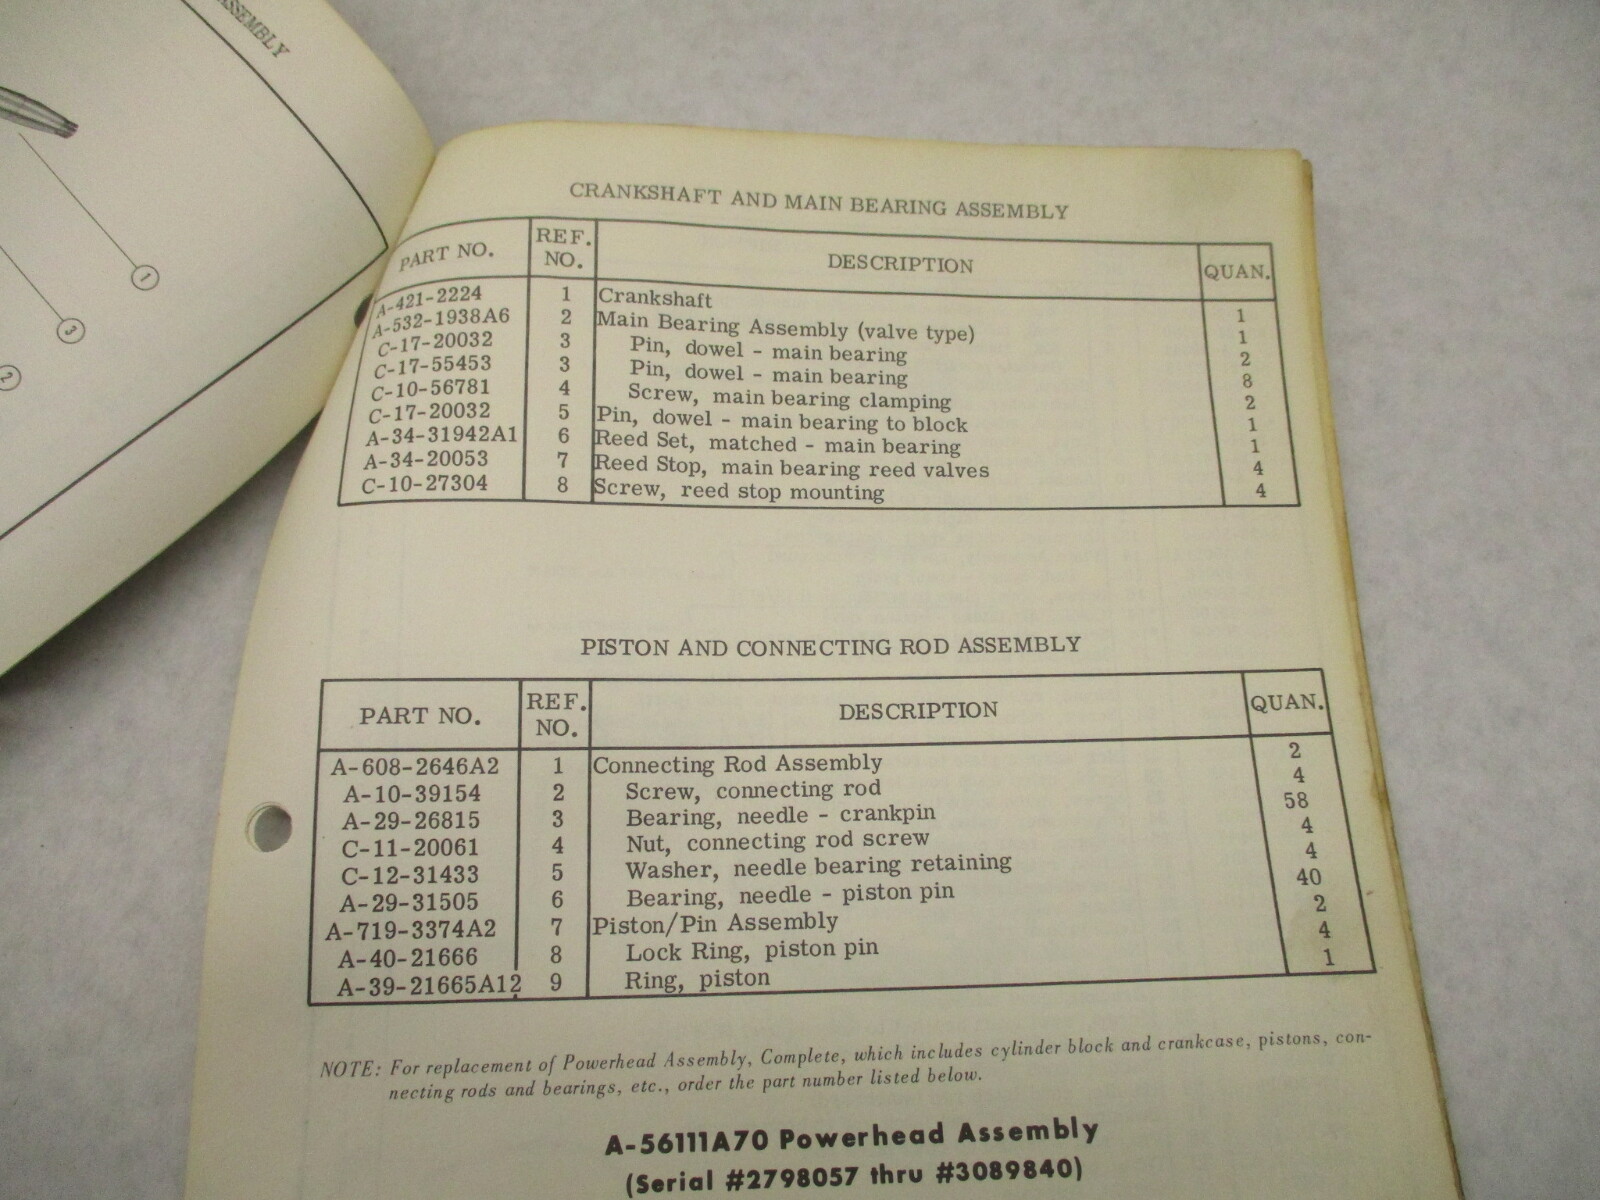 ASSEMBLY
1
3
2
CRANKSHAFT AND MAIN BEARING ASSEMBLY
PART NO. REF. NO. DESCRIPTION QUAN.
A-421-2224 1 Crankshaft 1
A-532-1938A6 2 Main Bearing Assembly (valve type) 1
C-17-20032 3 Pin, dowel - main bearing 2
C-17-55453 3 Pin, dowel - main bearing 8
C-10-56781 4 Screw, main bearing clamping 2
C-17-20032 5 Pin, dowel - main bearing to block 1
A-34-31942A1 6 Reed Set, matched - main bearing 1
A-34-20053 7 Reed Stop, main bearing reed valves 4
C-10-27304 8 Screw, reed stop mounting 4
PISTON AND CONNECTING ROD ASSEMBLY
PART NO. REF. NO. DESCRIPTION QUAN.
A-608-2646A2 1 Connecting Rod Assembly 2
A-10-39154 2 Screw, connecting rod 4
A-29-26815 3 Bearing, needle - crankpin 58
C-11-20061 4 Nut, connecting rod screw 4
C-12-31433 5 Washer, needle bearing retaining 4
A-29-31505 6 Bearing, needle - piston pin 40
A-719-3374A2 7 Piston/Pin Assembly 2
A-40-21666 8 Lock Ring, piston pin 4
A-39-21665A12 9 Ring, piston 1
NOTE: For replacement of Powerhead Assembly, Complete, which includes cylinder block and crankcase, pistons, con-
necting rods and bearings, etc., order the part number listed below.
A-56111A70 Powerhead Assembly
(Serial #2798057 thru #3089840)